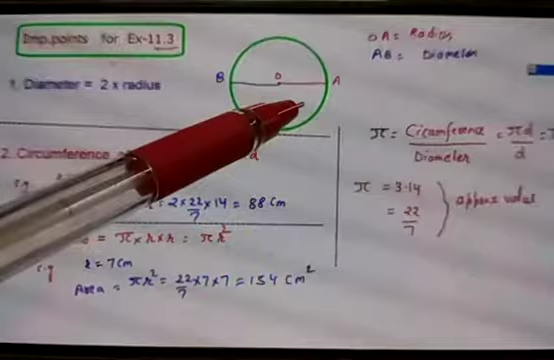 Imp.points for Ex-11.3
OA = Radius
AB = Diameter
B O A
1. Diameter = 2 x radius
2. Circumference
π = Circumference / Diameter = πd / d =
e.g
= 2 × 22/7 × 14 = 88 Cm
π = 3.14
= 22/7
approx value
= π × r × r = πr²
e.g r = 7 Cm
Area = πr² = 22/7 × 7 × 7 = 154 Cm²